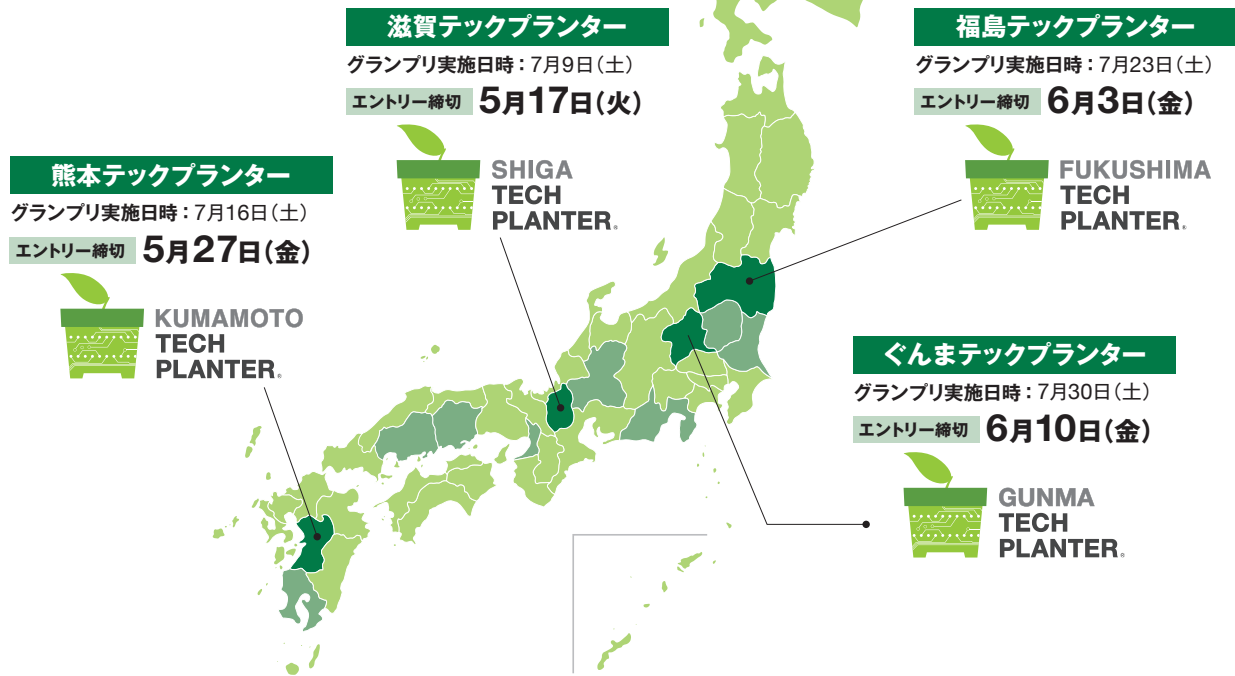 滋賀テックプランター
グランプリ実施日時：7月9日（土）
エントリー締切 5月17日（火）
SHIGA
TECH
PLANTER®
福島テックプランター
グランプリ実施日時：7月23日（土）
エントリー締切 6月3日（金）
FUKUSHIMA
TECH
PLANTER®
熊本テックプランター
グランプリ実施日時：7月16日（土）
エントリー締切 5月27日（金）
KUMAMOTO
TECH
PLANTER®
ぐんまテックプランター
グランプリ実施日時：7月30日（土）
エントリー締切 6月10日（金）
GUNMA
TECH
PLANTER®